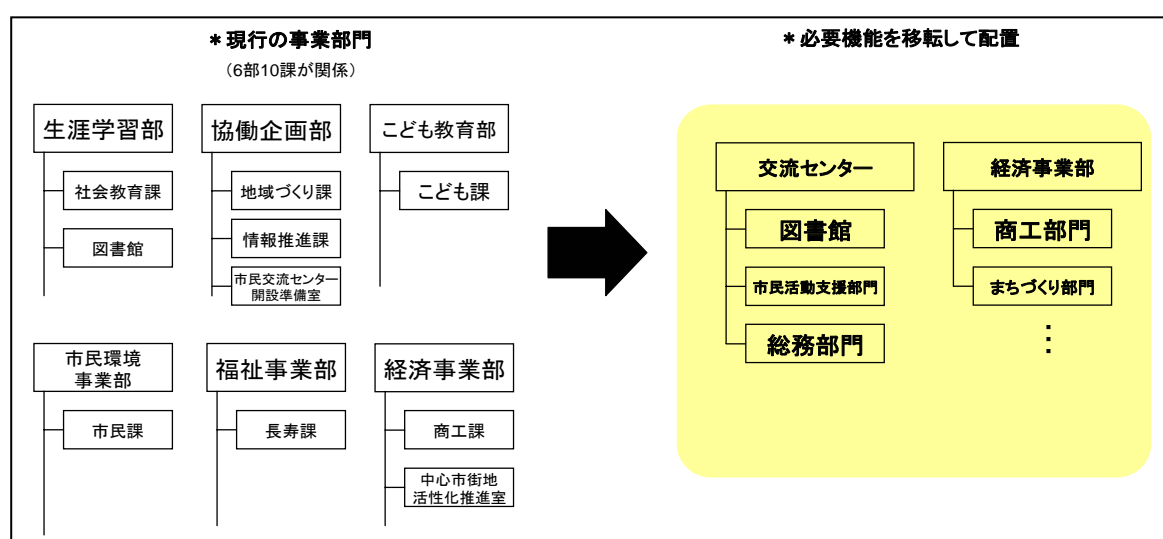 ＊現行の事業部門
（6部10課が関係）
生涯学習部
社会教育課
図書館
協働企画部
地域づくり課
情報推進課
市民交流センター
開設準備室
こども教育部
こども課
市民環境
事業部
市民課
福祉事業部
長寿課
経済事業部
商工課
中心市街地
活性化推進室
＊必要機能を移転して配置
交流センター
図書館
市民活動支援部門
総務部門
経済事業部
商工部門
まちづくり部門
⋮